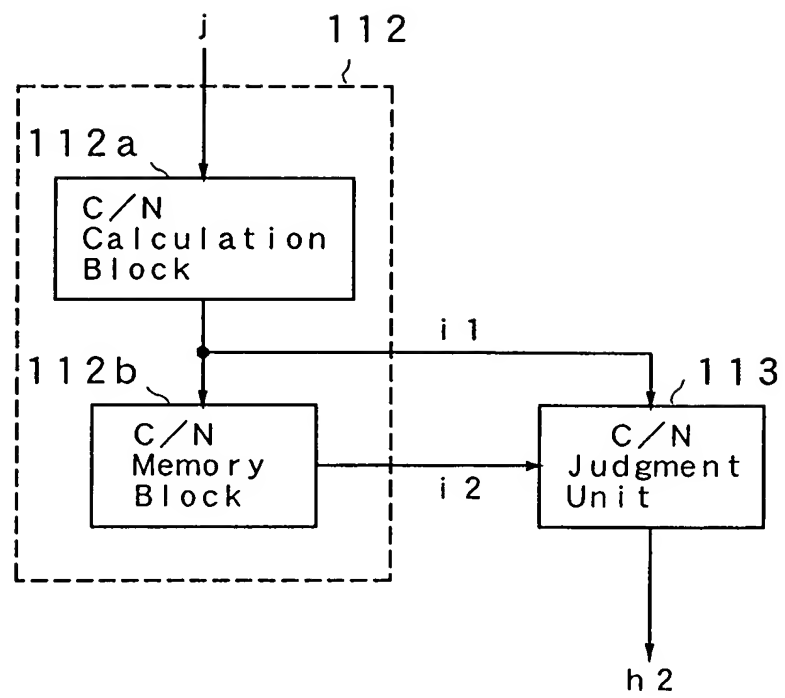 j
112
112a
C/N
Calculation
Block
i1
112b
113
C/N
Memory
Block
C/N
Judgment
Unit
i2
h2